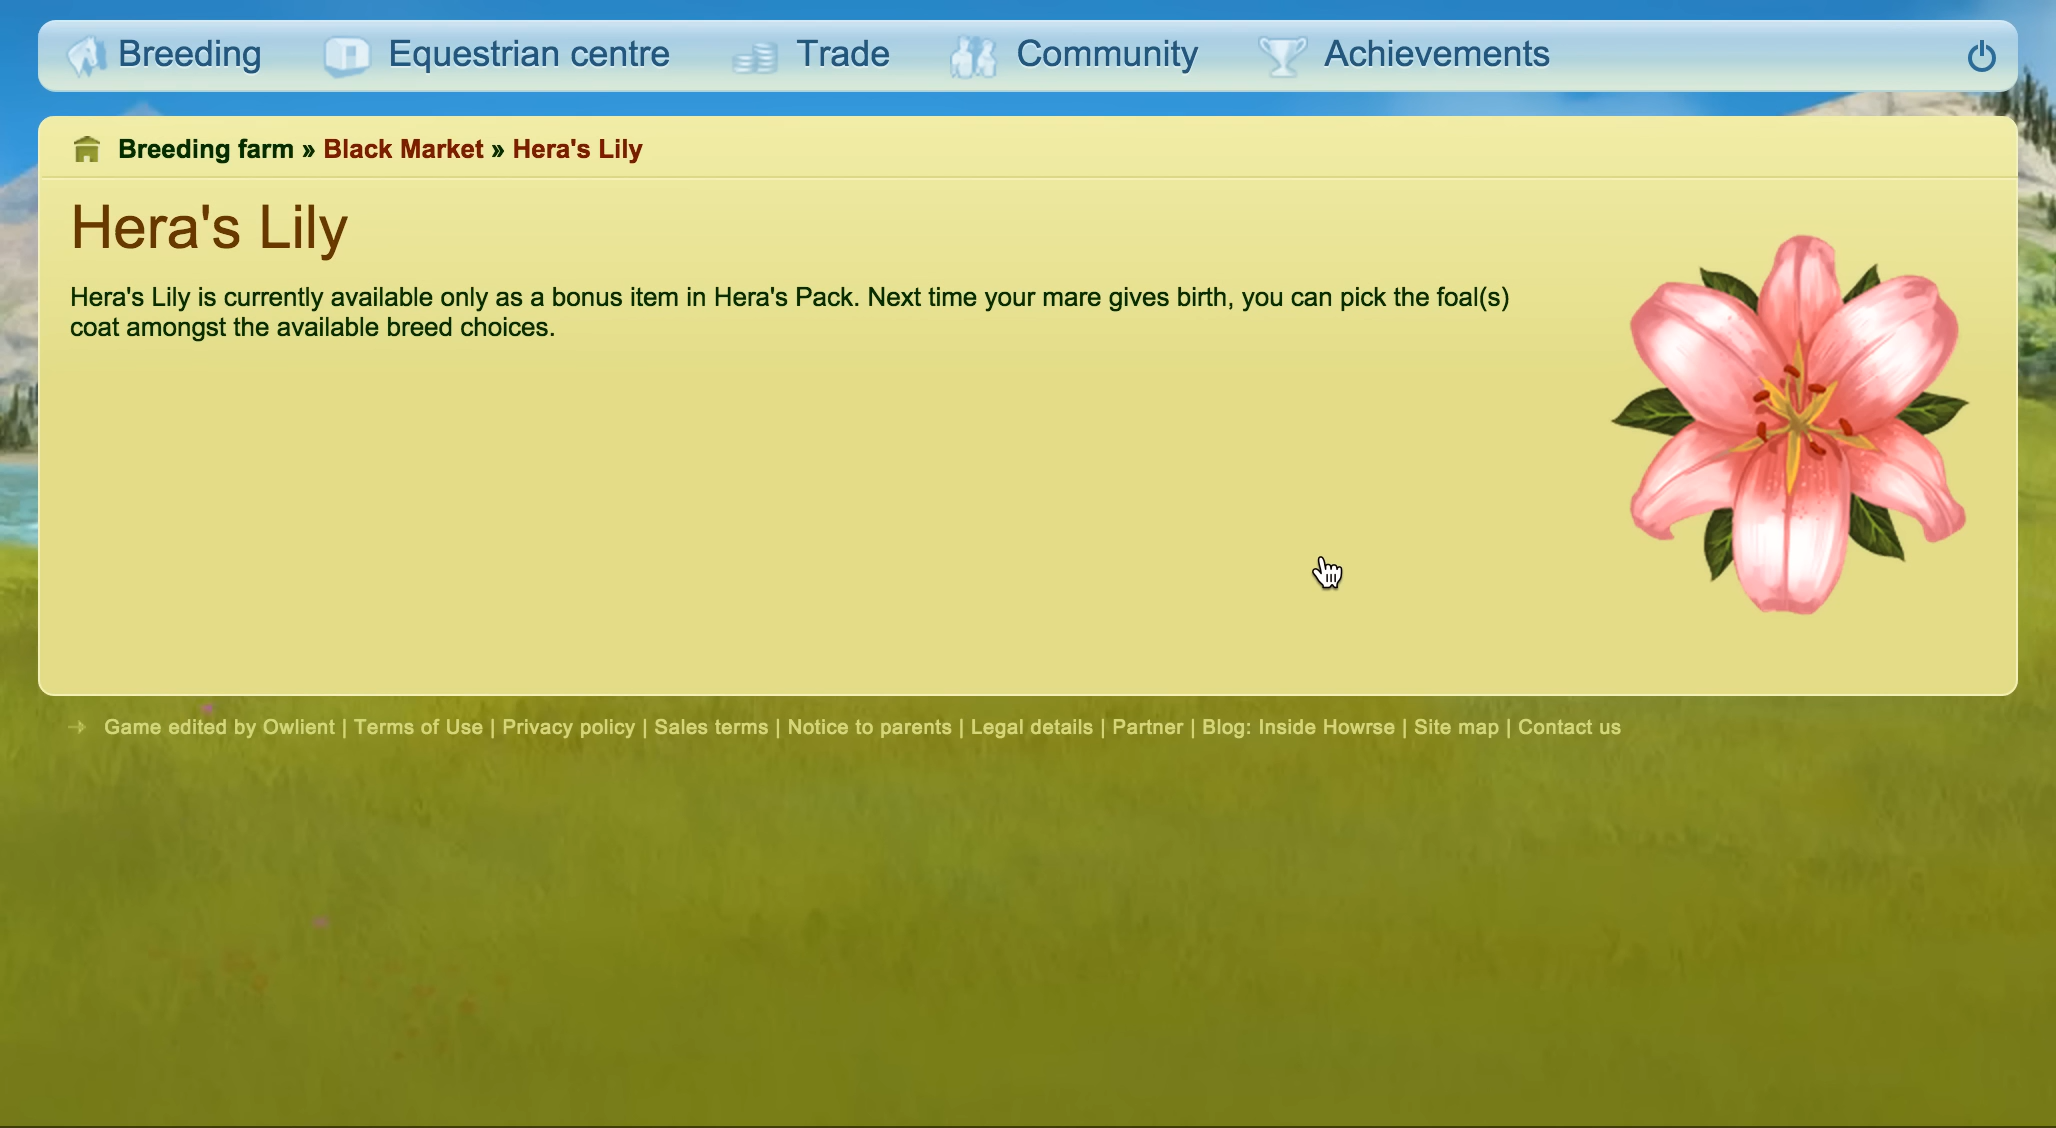 Breeding Equestrian centre Trade Community Achievements
Breeding farm » Black Market » Hera's Lily
Hera's Lily
Hera's Lily is currently available only as a bonus item in Hera's Pack. Next time your mare gives birth, you can pick the foal(s)
coat amongst the available breed choices.
Game edited by Owlient | Terms of Use | Privacy policy | Sales terms | Notice to parents | Legal details | Partner | Blog: Inside Howrse | Site map | Contact us